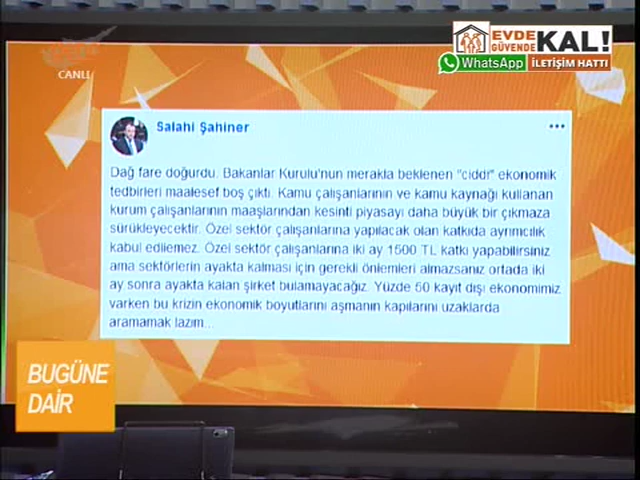 CANLI
EVDE
GÜVENDE
KAL!
WhatsApp
İLETİŞİM HATTI
Salahi Şahiner
Dağ fare doğurdu. Bakanlar Kurulu'nun merakla beklenen "ciddi" ekonomik
tedbirleri maalesef boş çıktı. Kamu çalışanlarının ve kamu kaynağı kullanan
kurum çalışanlarının maaşlarından kesinti piyasayı daha büyük bir çıkmaza
sürükleyecektir. Özel sektör çalışanlarına yapılacak olan katkıda ayrımcılık
kabul edilemez. Özel sektör çalışanlarına iki ay 1500 TL katkı yapabilirsiniz
ama sektörlerin ayakta kalması için gerekli önlemleri almazsanız ortada iki
ay sonra ayakta kalan şirket bulamayacağız. Yüzde 60 kayıt dışı ekonomimiz
varken bu krizin ekonomik boyutlarını aşmanın kapılarını uzaklarda
aramamak lazım...
BUGÜNE
DAİR